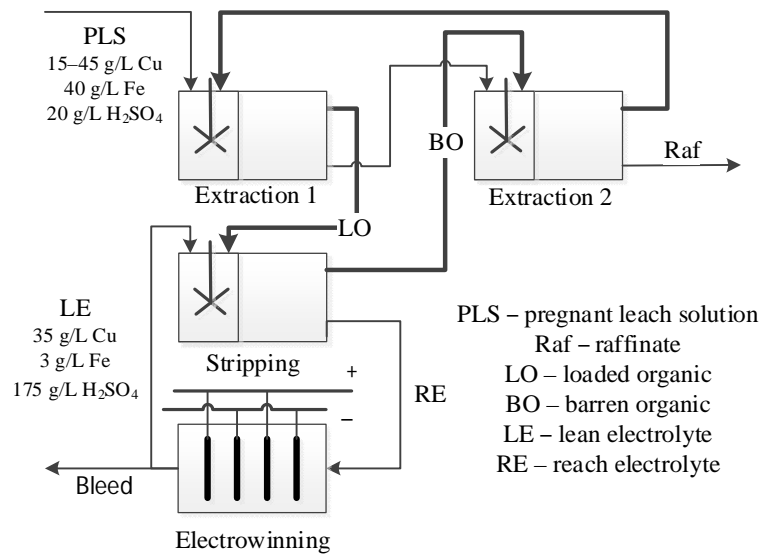 PLS
15–45 g/L Cu
40 g/L Fe
20 g/L H₂SO₄
Extraction 1
BO
Extraction 2
Raf
LO
LE
35 g/L Cu
3 g/L Fe
175 g/L H₂SO₄
Stripping
RE
+
–
Bleed
Electrowinning
PLS – pregnant leach solution
Raf – raffinate
LO – loaded organic
BO – barren organic
LE – lean electrolyte
RE – reach electrolyte